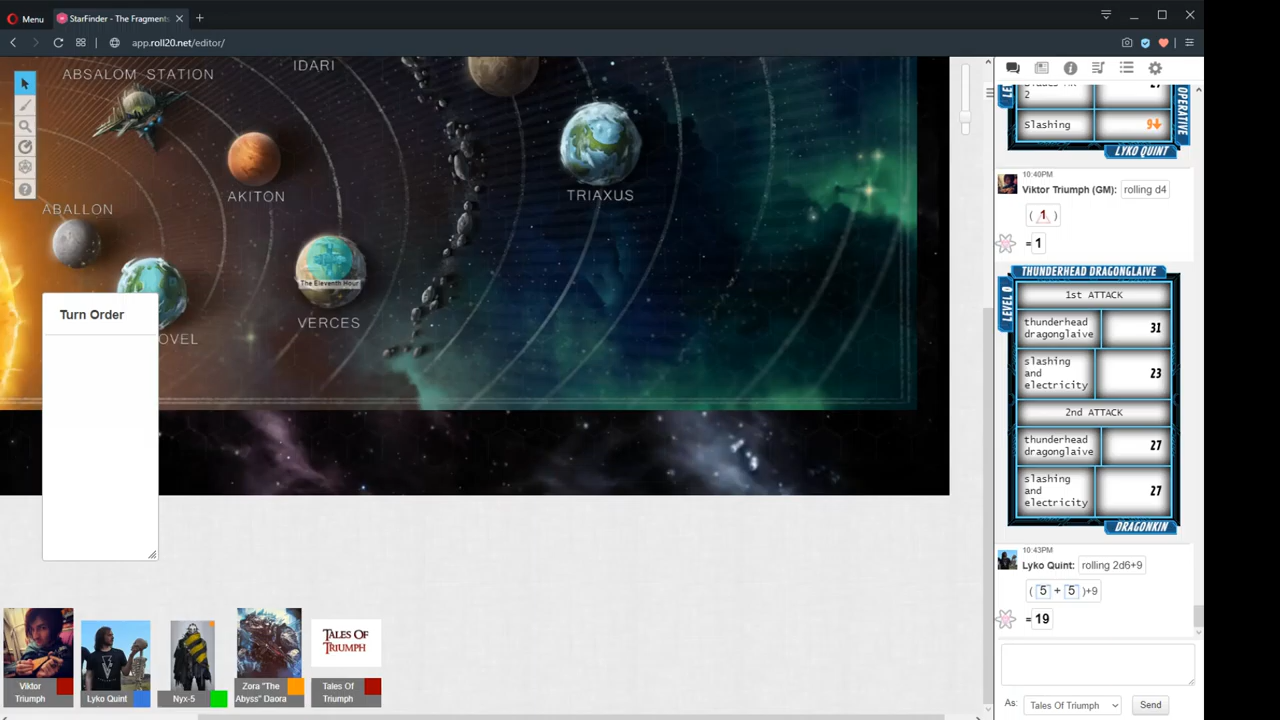 Menu
StarFinder - The Fragments
app.roll20.net/editor/
ABSALOM STATION
IDARI
AKITON
TRIAXUS
ABALLON
The Eleventh Hour
VERCES
OVEL
Turn Order
Viktor
Triumph
Lyko Quint
Nyx-5
Zora "The
Abyss" Daora
TALES OF
TRIUMPH
Tales Of
Triumph
2
Slashing
9
OPERATIVE
LYKO QUINT
10:40PM
Viktor Triumph (GM): rolling d4
( 1 )
= 1
THUNDERHEAD DRAGONGLAIVE
LEVEL 0
1st ATTACK
thunderhead
dragonglaive
31
slashing
and
electricity
23
2nd ATTACK
thunderhead
dragonglaive
27
slashing
and
electricity
27
DRAGONKIN
10:43PM
Lyko Quint: rolling 2d6+9
( 5 + 5 )+9
= 19
As: Tales Of Triumph
Send